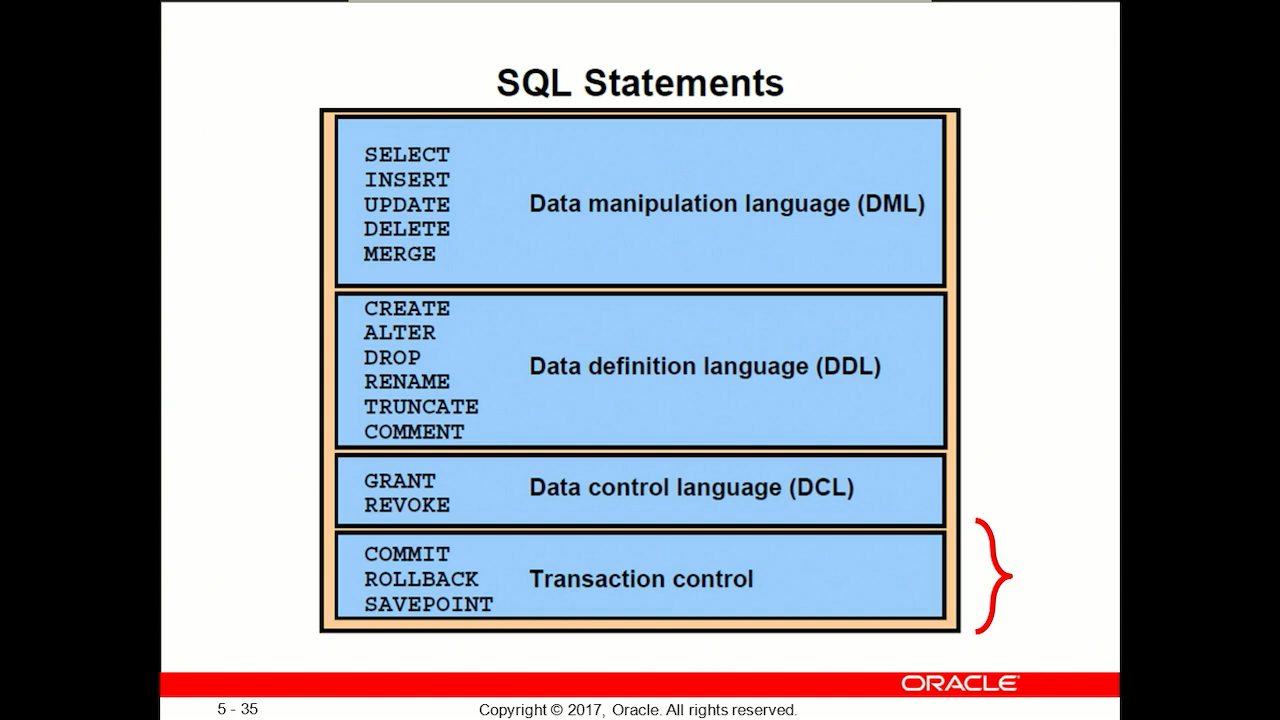 SQL Statements
SELECT
INSERT
UPDATE
DELETE
MERGE
Data manipulation language (DML)
CREATE
ALTER
DROP
RENAME
TRUNCATE
COMMENT
Data definition language (DDL)
GRANT
REVOKE
Data control language (DCL)
COMMIT
ROLLBACK
SAVEPOINT
Transaction control
ORACLE
5 - 35
Copyright © 2017, Oracle. All rights reserved.